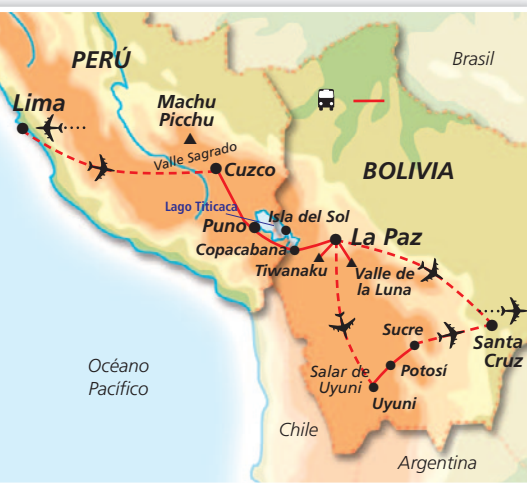 PERÚ
Brasil
Lima
Machu
Picchu
Valle Sagrado
Cuzco
BOLIVIA
Lago Titicaca
Isla del Sol
Puno
La Paz
Copacabana
Tiwanaku
Valle de
la Luna
Sucre
Santa
Cruz
Salar de
Uyuni
Potosí
Uyuni
Océano
Pacífico
Chile
Argentina